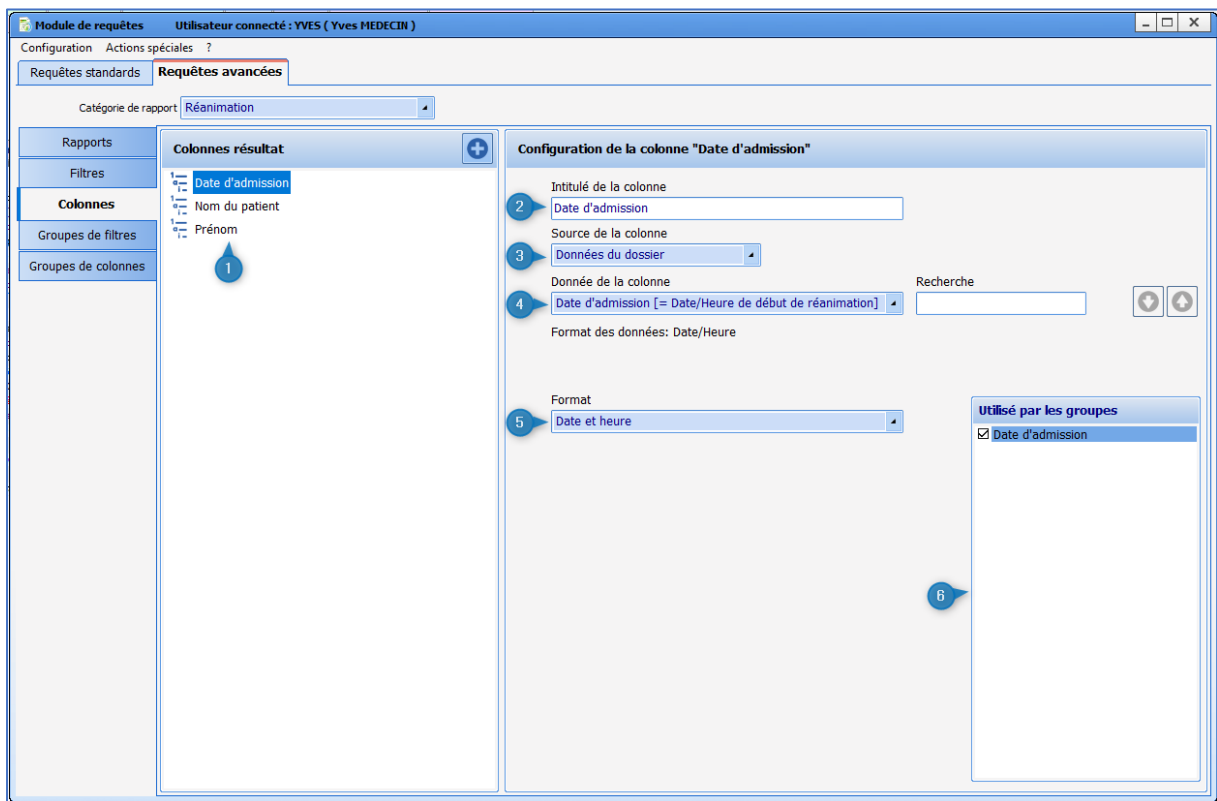 Module de requêtes Utilisateur connecté : YVES ( Yves MEDECIN )
Configuration Actions spéciales ?
Requêtes standards Requêtes avancées
Catégorie de rapport Réanimation
Rapports
Filtres
Colonnes
Groupes de filtres
Groupes de colonnes
Colonnes résultat
Date d'admission
Nom du patient
Prénom
1
Configuration de la colonne "Date d'admission"
Intitulé de la colonne
2 Date d'admission
Source de la colonne
3 Données du dossier
Donnée de la colonne Recherche
4 Date d'admission [= Date/Heure de début de réanimation]
Format des données: Date/Heure
Format
5 Date et heure
Utilisé par les groupes
Date d'admission
6